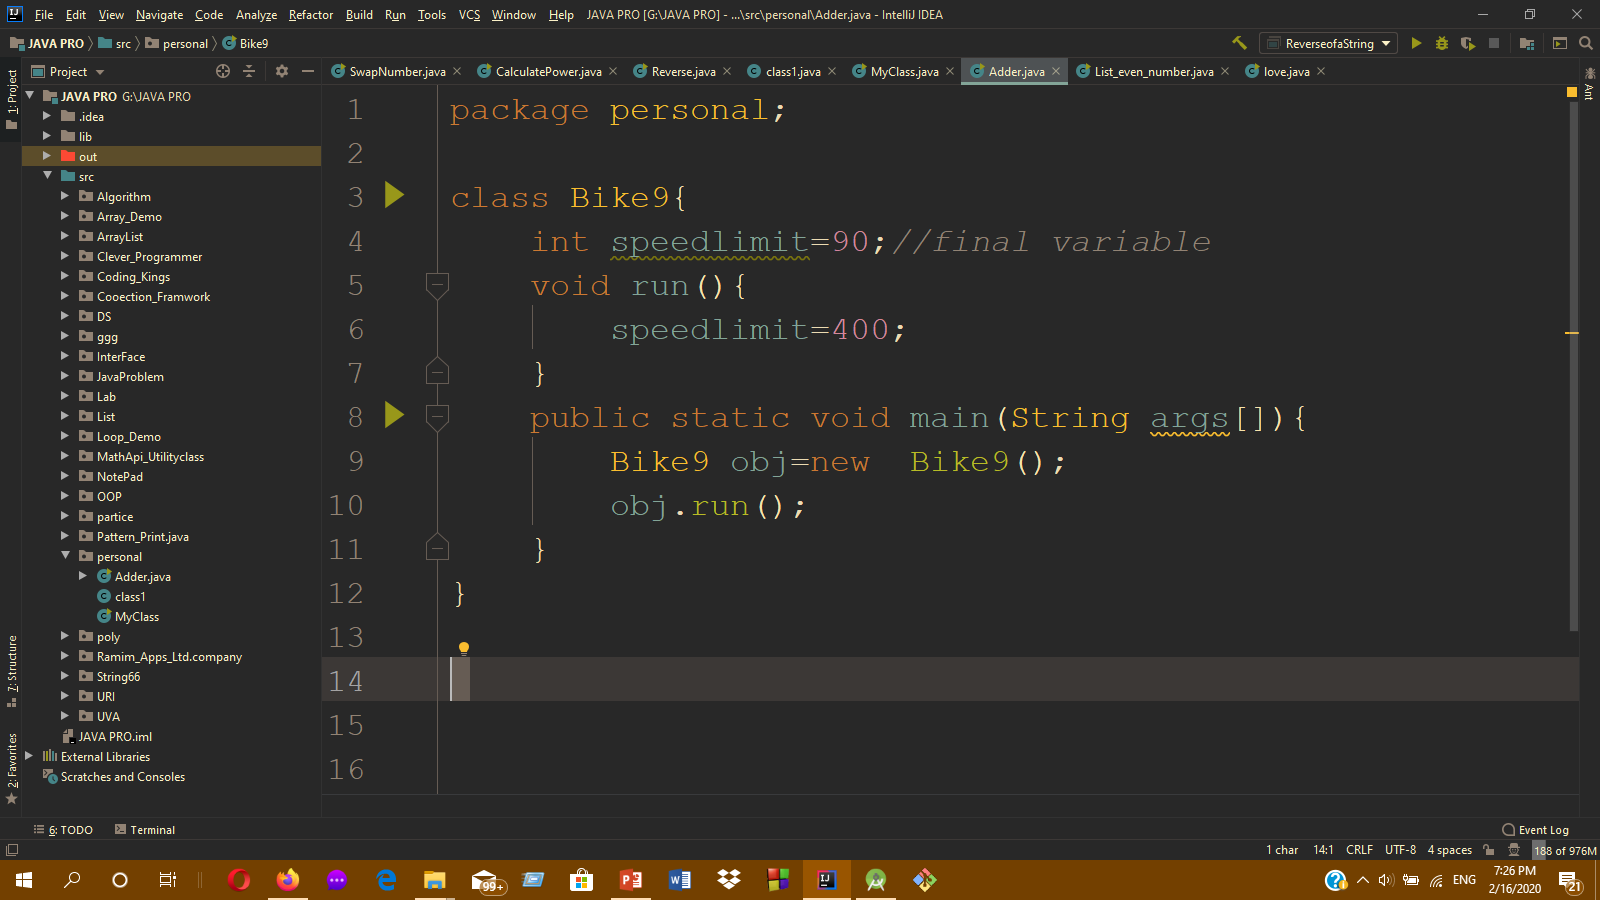 File Edit View Navigate Code Analyze Refactor Build Run Tools VCS Window Help JAVA PRO [G:\JAVA PRO] - ...\src\personal\Adder.java - IntelliJ IDEA
JAVA PRO src personal Bike9 ReverseofaString
Project SwapNumber.java CalculatePower.java Reverse.java class1.java MyClass.java Adder.java List_even_number.java love.java
1: Project
Ant
JAVA PRO G:\JAVA PRO
.idea
lib
out
src
Algorithm
Array_Demo
ArrayList
Clever_Programmer
Coding_Kings
Cooection_Framwork
DS
ggg
InterFace
JavaProblem
Lab
List
Loop_Demo
MathApi_Utilityclass
NotePad
OOP
partice
Pattern_Print.java
personal
Adder.java
class1
MyClass
poly
Ramim_Apps_Ltd.company
String66
URI
UVA
JAVA PRO.iml
External Libraries
Scratches and Consoles
7: Structure
2: Favorites
1 package personal;
2
3 class Bike9{
4 int speedlimit=90;//final variable
5 void run(){
6 speedlimit=400;
7 }
8 public static void main(String args[]){
9 Bike9 obj=new  Bike9();
10 obj.run();
11 }
12 }
13
14
15
16
6: TODO Terminal Event Log
1 char 14:1 CRLF UTF-8 4 spaces 188 of 976M
99+ ENG 7:26 PM
2/16/2020 21